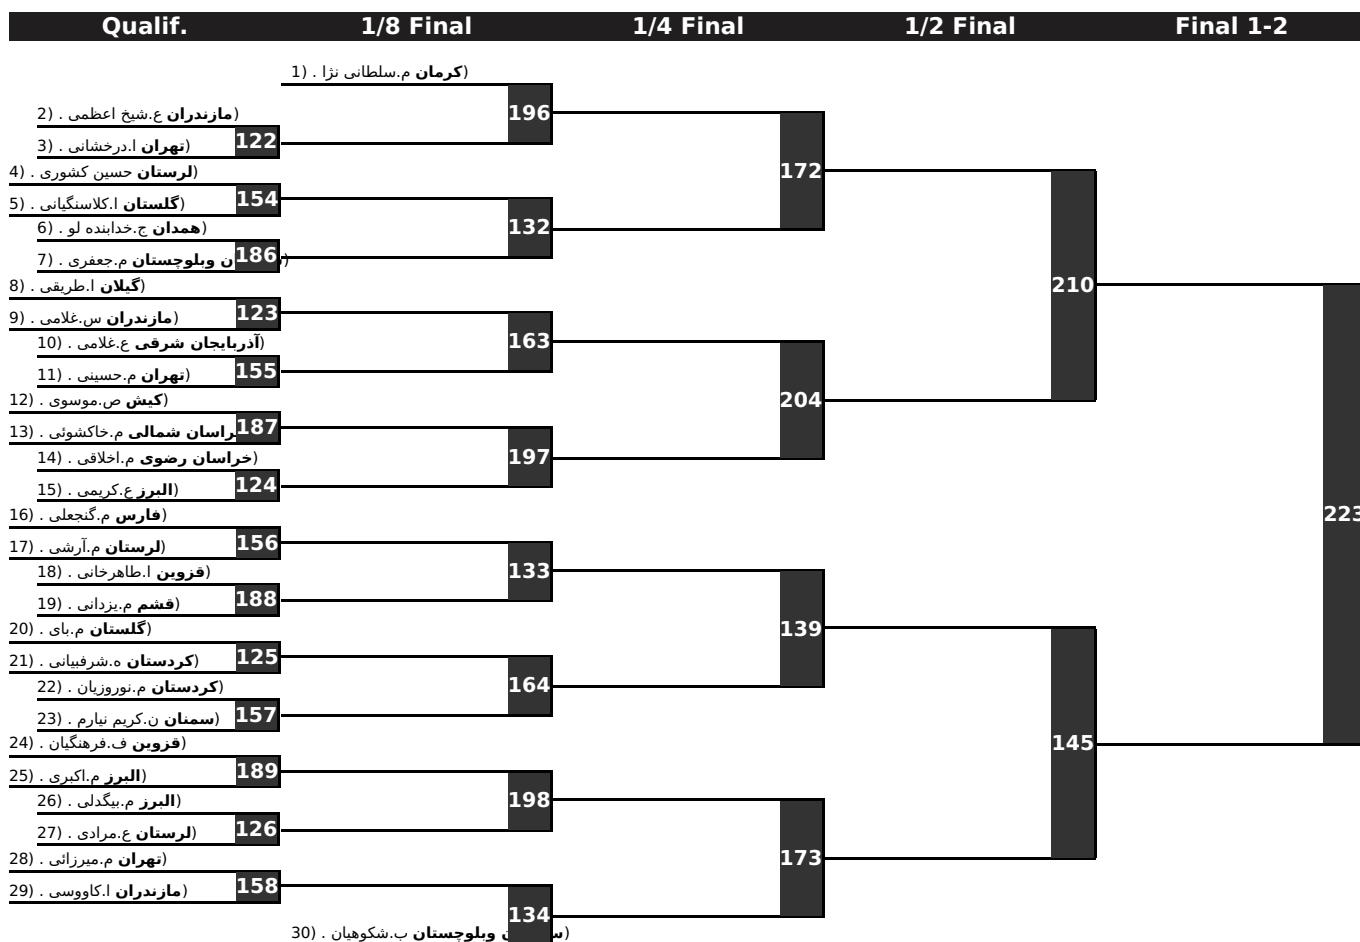 Qualif. 1/8 Final 1/4 Final 1/2 Final Final 1-2
1) . م.سلطانی نژا کرمان)
196
2) . ع.شیخ اعظمی مازندران)
122
3) . ا.درخشانی تهران)
172
4) . حسین کشوری لرستان)
154
5) . ا.کلاسنگیانی گلستان)
132
6) . ج.خدابنده لو همدان)
186
7) . م.جعفری وبلوچستان)
210
8) . ا.طریقی گیلان)
123
9) . س.غلامی مازندران)
163
10) . ع.غلامی آذربایجان شرقی)
155
11) . م.حسینی تهران)
204
12) . ص.موسوی کیش)
187
13) . م.خاکشوئی شمالی
197
14) . م.اخلاقی خراسان رضوی)
124
15) . ع.کریمی البرز)
223
16) . م.گنجعلی فارس)
156
17) . م.آرشی لرستان)
133
18) . ا.طاهرخانی قزوین)
188
19) . م.یزدانی قشم)
139
20) . م.بای گلستان)
125
21) . ه.شرفبیانی کردستان)
164
22) . م.نوروزیان کردستان)
157
23) . ن.کریم نیارم سمنان)
145
24) . ف.فرهنگیان قزوین)
189
25) . م.اکبری البرز)
198
26) . م.بیگدلی البرز)
126
27) . ع.مرادی لرستان)
173
28) . م.میرزائی تهران)
158
29) . ا.کاووسی مازندران)
134
30) . ب.شکوهیان وبلوچستان)